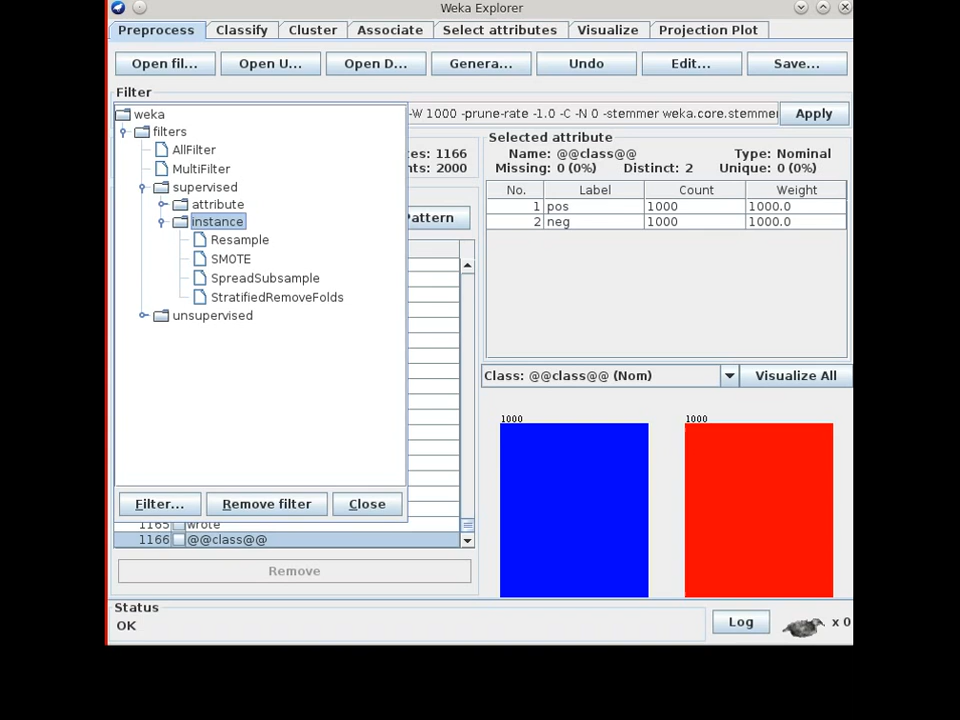 Weka Explorer
Preprocess Classify Cluster Associate Select attributes Visualize Projection Plot
Open fil... Open U... Open D... Genera... Undo Edit... Save...
Filter
-W 1000 -prune-rate -1.0 -C -N 0 -stemmer weka.core.stemmer Apply
weka
filters
AllFilter
MultiFilter
supervised
attribute
instance
Resample
SMOTE
SpreadSubsample
StratifiedRemoveFolds
unsupervised
Filter... Remove filter Close
es: 1166
nts: 2000
Pattern
1165 wrote
1166 @@class@@
Remove
Selected attribute
Name: @@class@@ Type: Nominal
Missing: 0 (0%) Distinct: 2 Unique: 0 (0%)
No. Label Count Weight
1 pos 1000 1000.0
2 neg 1000 1000.0
Class: @@class@@ (Nom) Visualize All
1000 1000
Status
OK
Log x 0